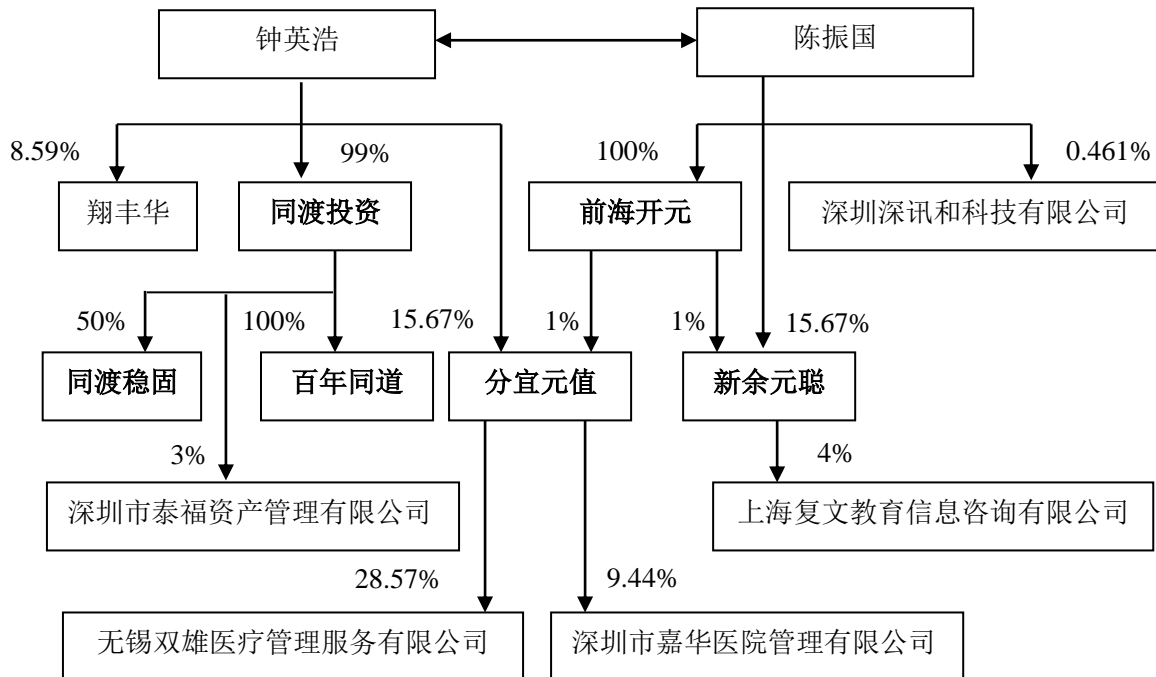 钟英浩
陈振国
8.59%
99%
100%
0.461%
翔丰华
同渡投资
前海开元
深圳深讯和科技有限公司
50%
100%
15.67%
1%
1%
15.67%
同渡稳固
百年同道
分宜元值
新余元聪
3%
4%
深圳市泰福资产管理有限公司
上海复文教育信息咨询有限公司
28.57%
9.44%
无锡双雄医疗管理服务有限公司
深圳市嘉华医院管理有限公司